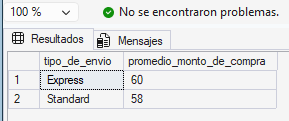 100 % No se encontraron problemas.
Resultados Mensajes
tipo_de_envio promedio_monto_de_compra
1 Express 60
2 Standard 58